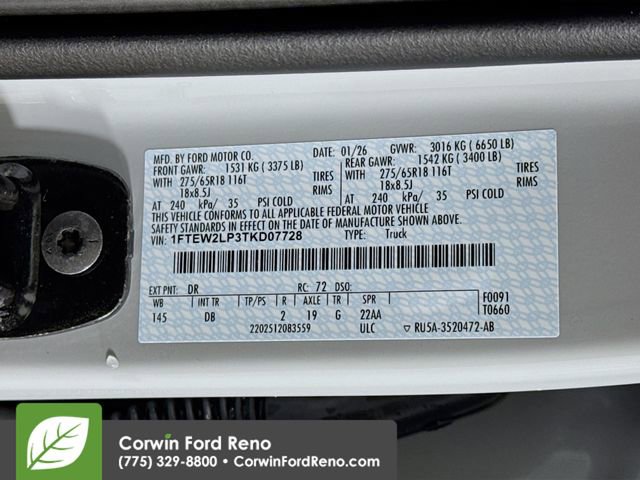 MFD. BY FORD MOTOR CO. DATE: 01/26 GVWR: 3016 KG (6650 LB)
FRONT GAWR: 1531 KG (3375 LB) REAR GAWR: 1542 KG (3400 LB)
WITH 275/65R18 116T TIRES WITH 275/65R18 116T TIRES
18x8.5J RIMS 18x8.5J RIMS
AT 240 kPa/ 35 PSI COLD AT 240 kPa/ 35 PSI COLD
THIS VEHICLE CONFORMS TO ALL APPLICABLE FEDERAL MOTOR VEHICLE
SAFETY, BUMPER, AND THEFT PREVENTION STANDARDS IN EFFECT ON THE DATE OF MANUFACTURE SHOWN ABOVE.
VIN: 1FTEW2LP3TKD07728 TYPE: Truck
EXT PNT: DR RC: 72 DSO: F0091
WB INT TR TP/PS R AXLE TR SPR T0660
145 DB 2 19 G 22AA
2202512083559 ULC RU5A-3520472-AB
Corwin Ford Reno
(775) 329-8800 • CorwinFordReno.com